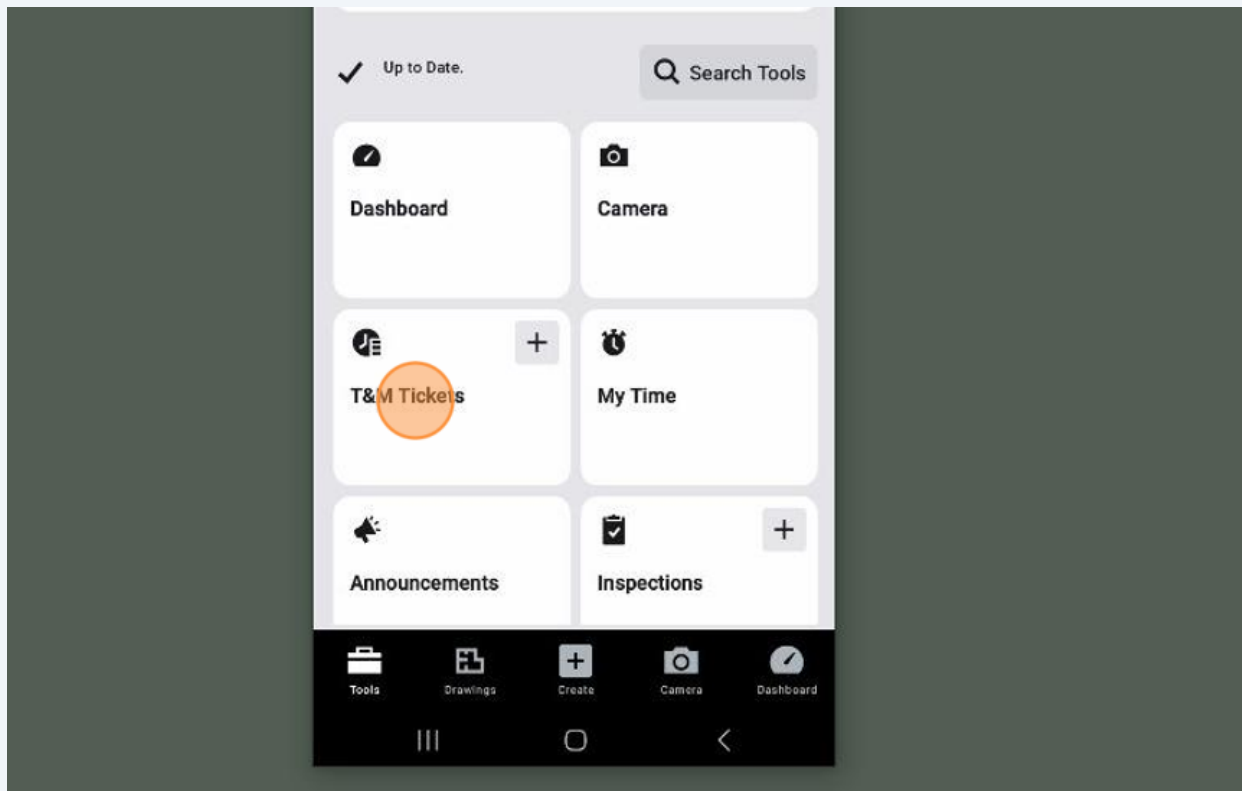 Up to Date.
Search Tools
Dashboard
Camera
T&M Tickets
My Time
Announcements
Inspections
Tools
Drawings
Create
Camera
Dashboard